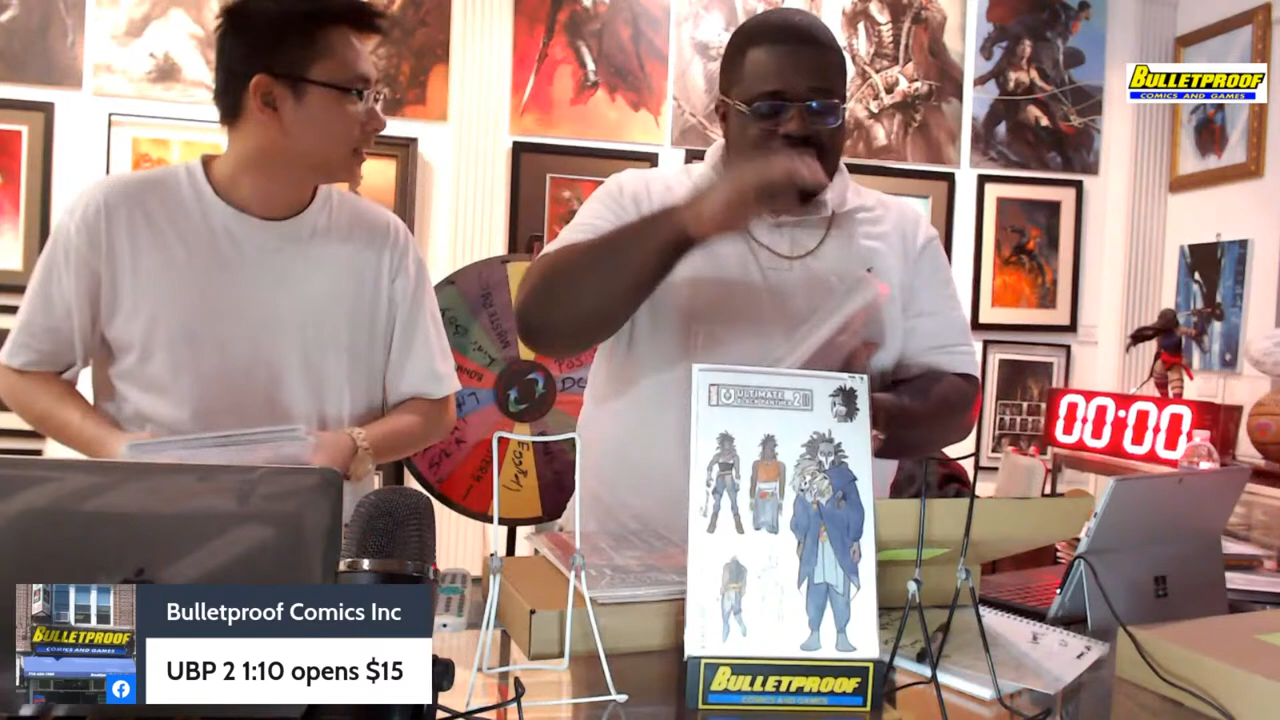 BULLETPROOF
COMICS AND GAMES
MYSTERY
00:00
ULTIMATE
BLACK PANTHER 2
BULLETPROOF
COMICS AND GAMES
BULLETPROOF
COMICS AND GAMES
Bulletproof Comics Inc
UBP 2 1:10 opens $15